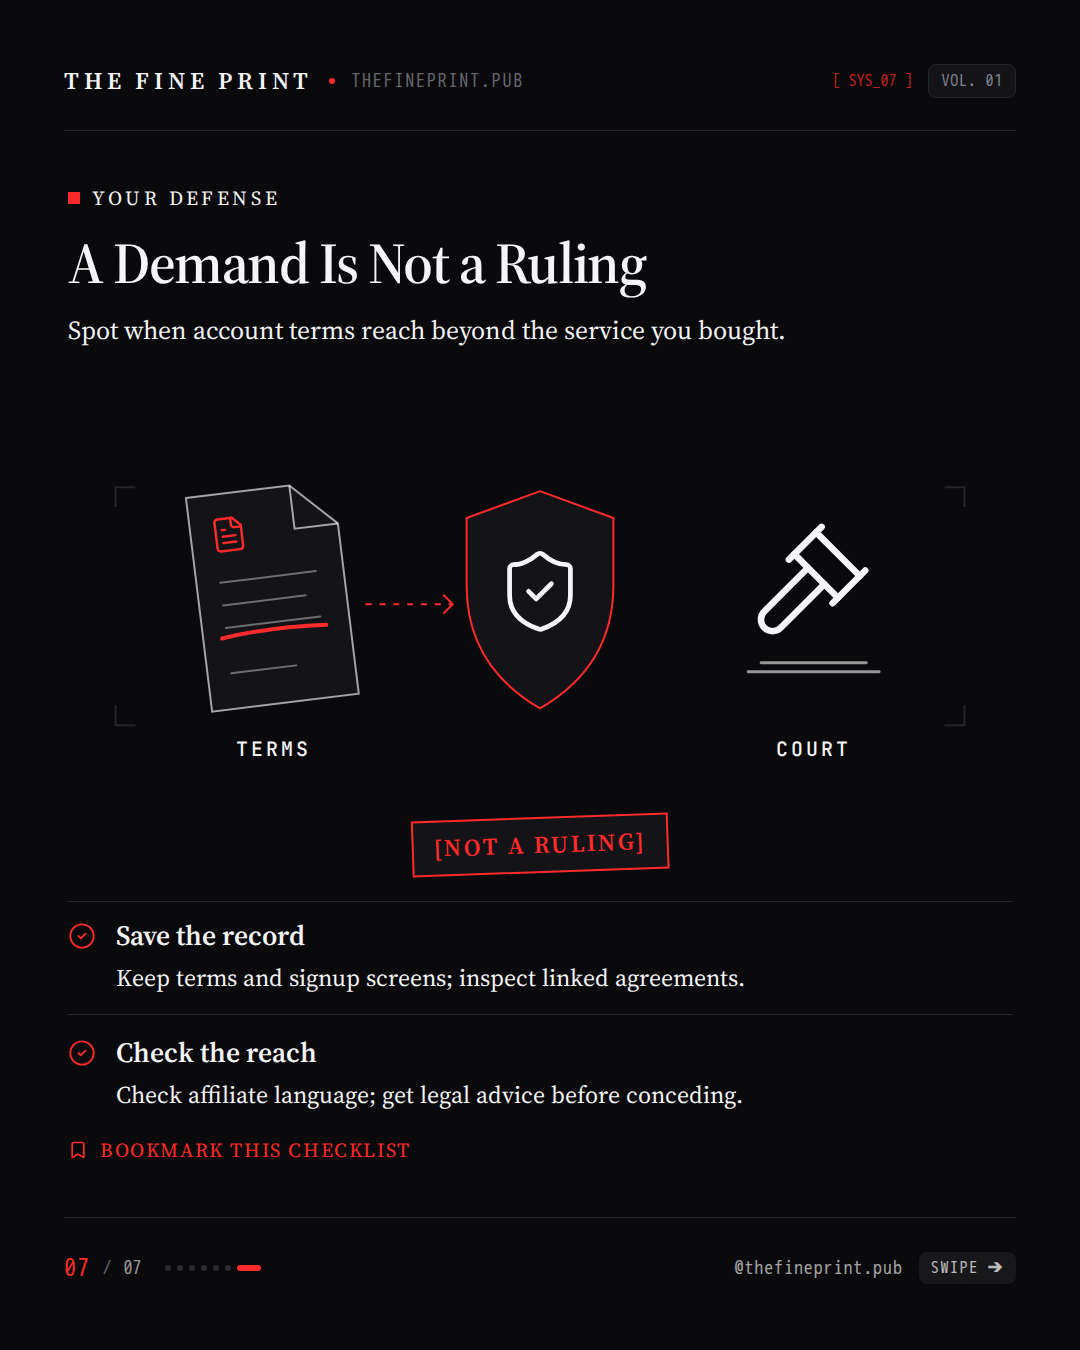 THE FINE PRINT • THEFINEPRINT.PUB [ SYS_07 ] VOL. 01
YOUR DEFENSE
A Demand Is Not a Ruling
Spot when account terms reach beyond the service you bought.
TERMS COURT
[NOT A RULING]
Save the record
Keep terms and signup screens; inspect linked agreements.
Check the reach
Check affiliate language; get legal advice before conceding.
BOOKMARK THIS CHECKLIST
07 / 07 @thefineprint.pub SWIPE ➔